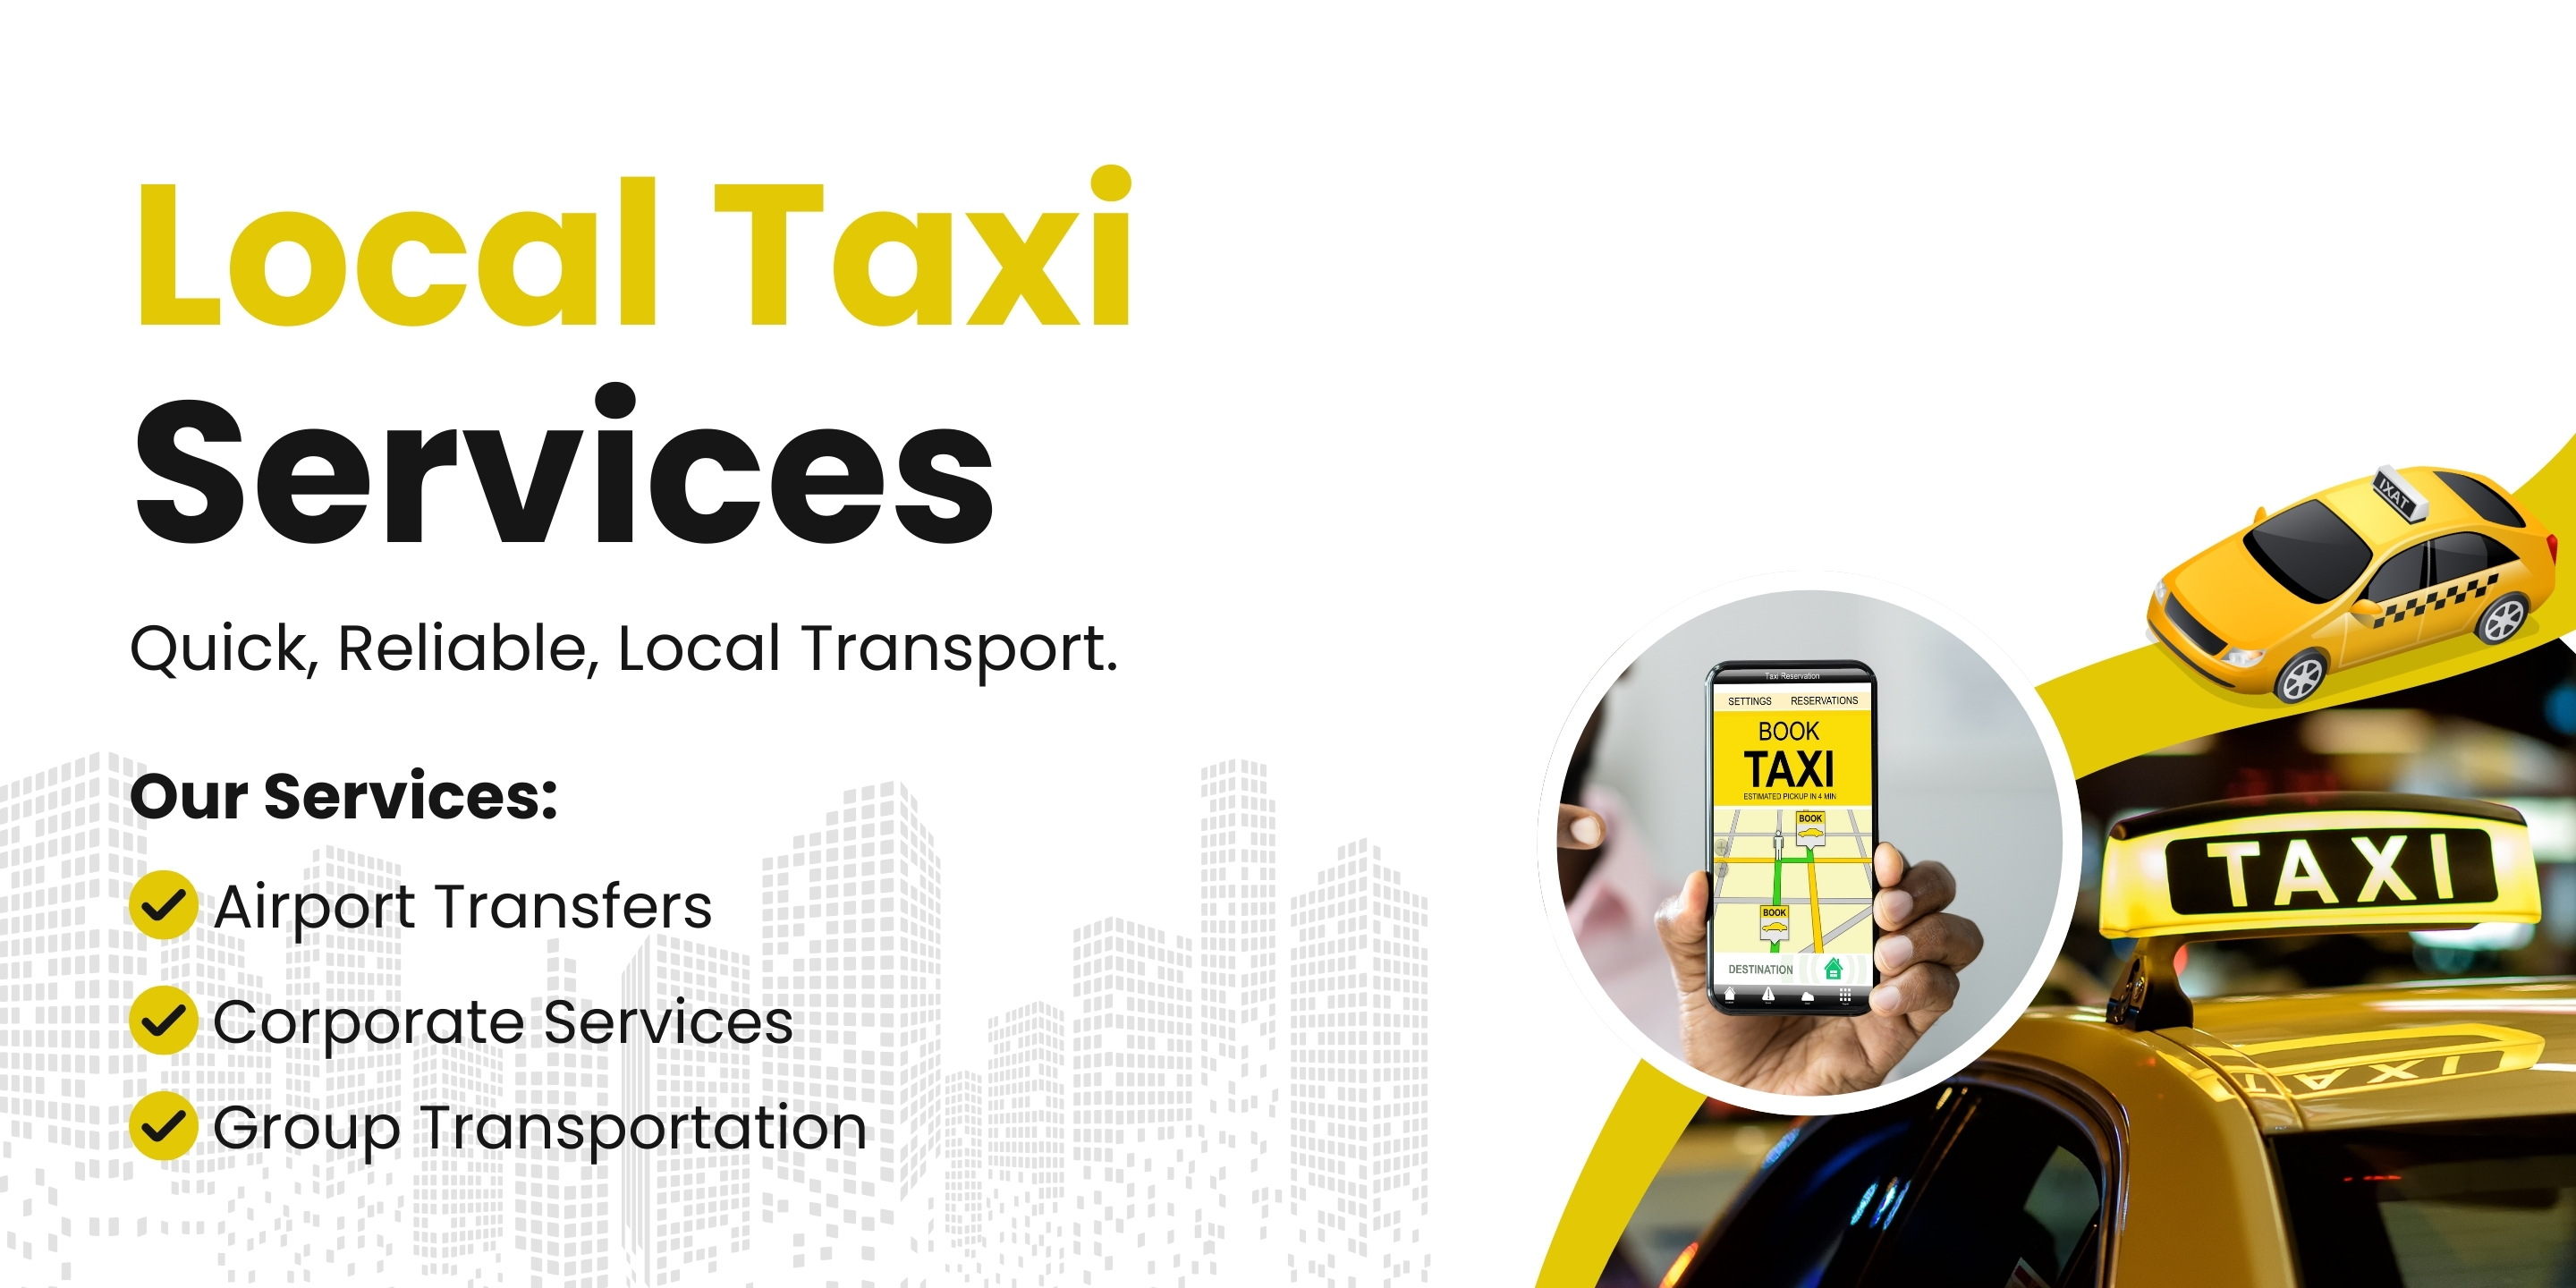 Local Taxi
Services
Quick, Reliable, Local Transport.
Our Services:
Airport Transfers
Corporate Services
Group Transportation
Taxi Reservation
SETTINGS RESERVATIONS
BOOK
TAXI
ESTIMATED PICKUP IN 4 MIN
BOOK
BOOK
DESTINATION
TAXI
TAXI
TAXI